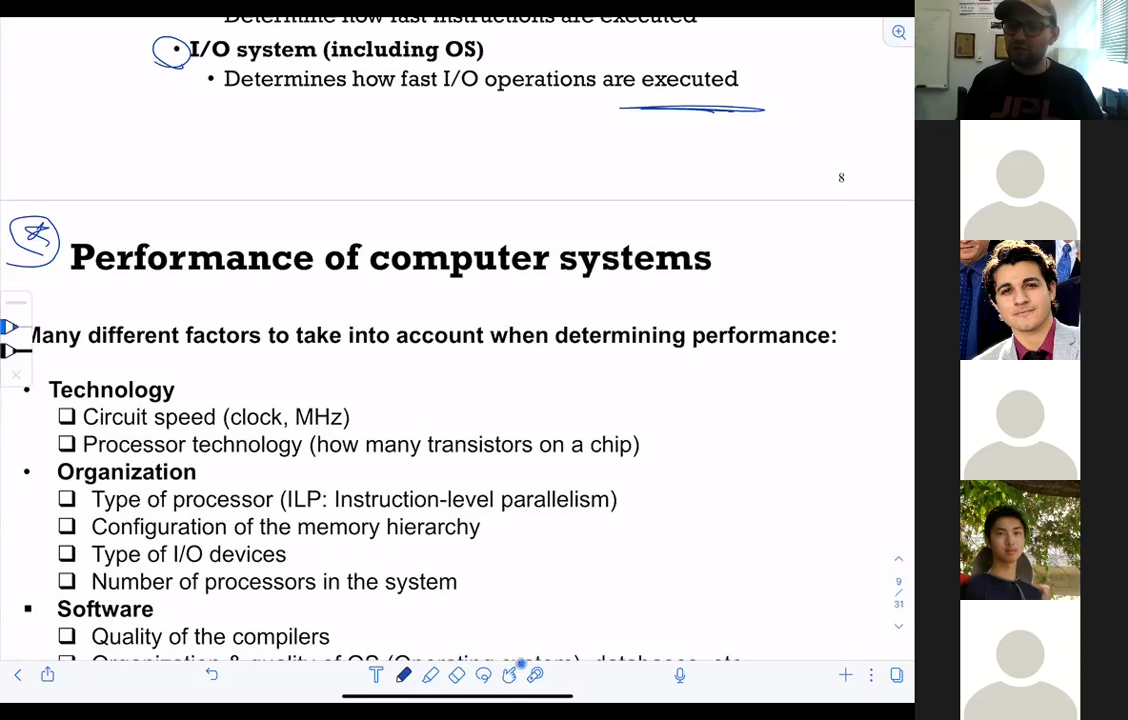 Determine how fast instructions are executed
• I/O system (including OS)
• Determines how fast I/O operations are executed
8
Performance of computer systems
Many different factors to take into account when determining performance:
• Technology
❑ Circuit speed (clock, MHz)
❑ Processor technology (how many transistors on a chip)
• Organization
❑ Type of processor (ILP: Instruction-level parallelism)
❑ Configuration of the memory hierarchy
❑ Type of I/O devices
❑ Number of processors in the system
▪ Software
❑ Quality of the compilers
❑ Organization & quality of OS (Operating system), databases, etc
9
/
31
T
JPL